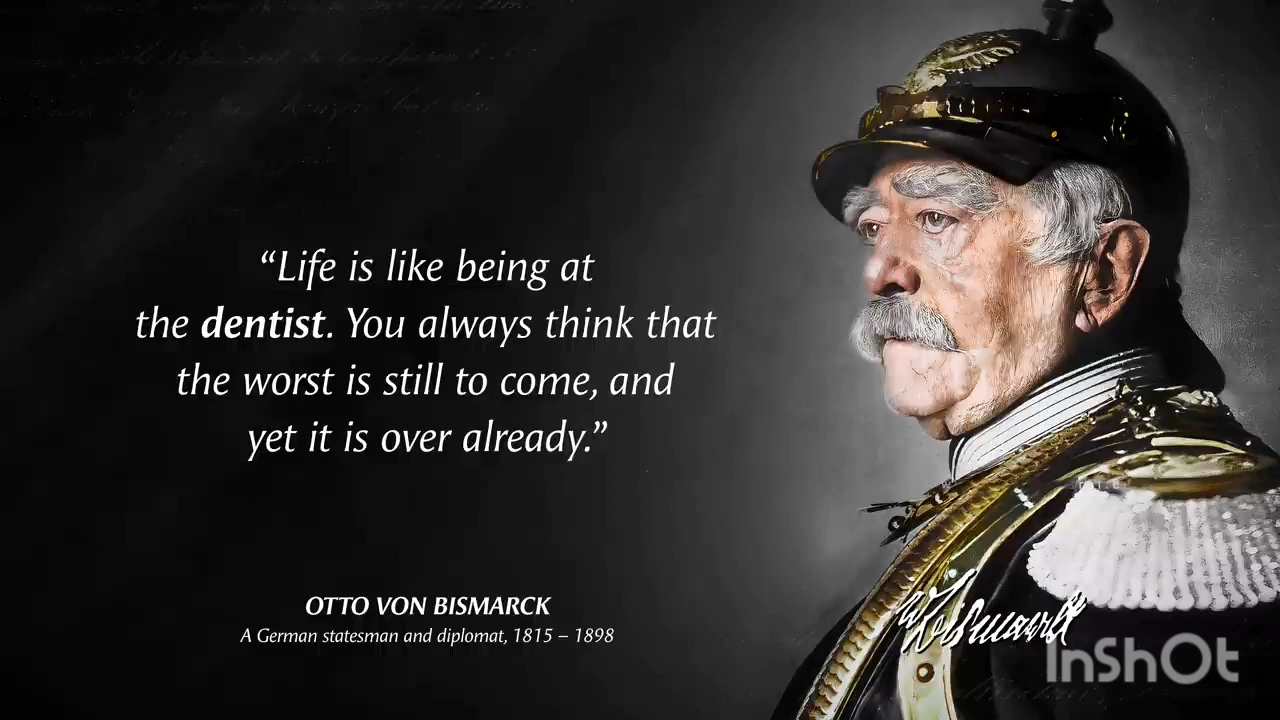 “Life is like being at
the dentist. You always think that
the worst is still to come, and
yet it is over already.”
OTTO VON BISMARCK
A German statesman and diplomat, 1815 – 1898
InShOt